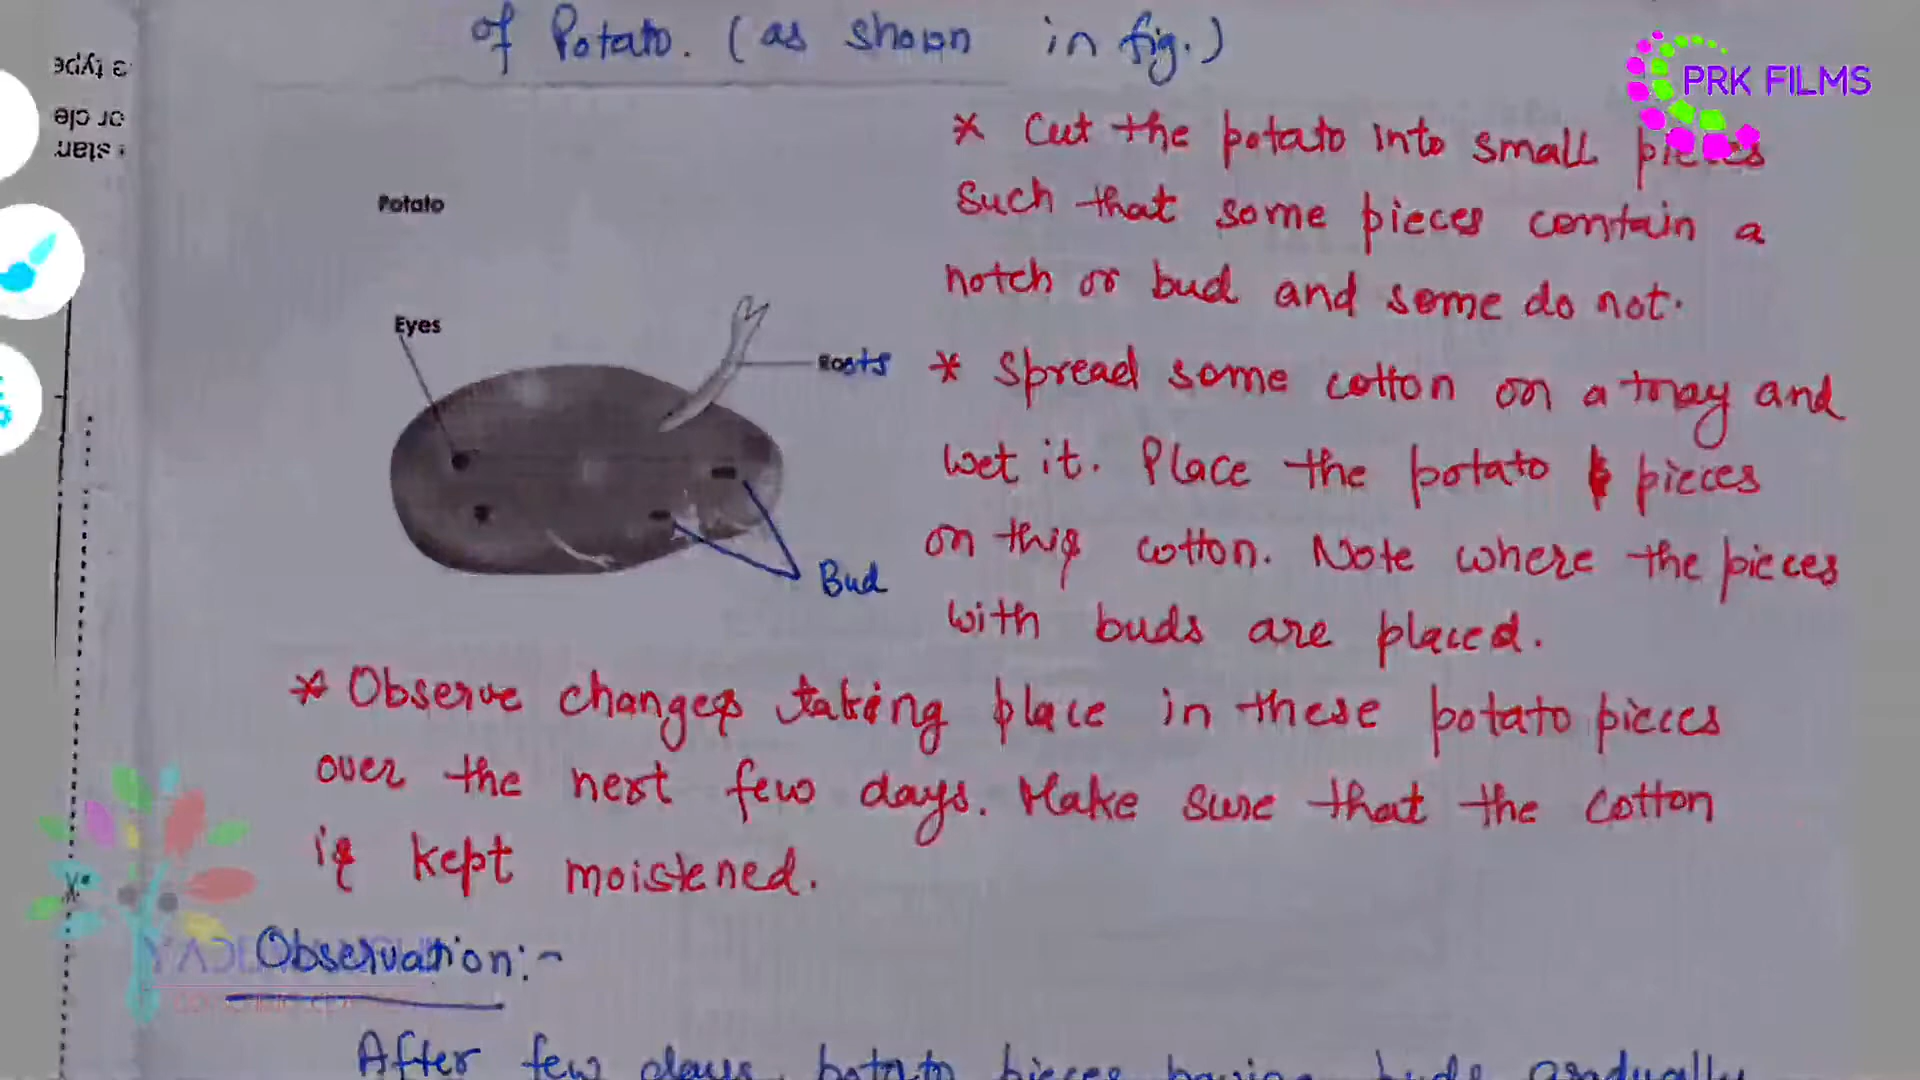 of Potato. (as shown in fig.)
PRK FILMS
* Cut the potato into small pieces
Such that some pieces contain a
notch or bud and some do not.
Potato
Eyes
Roots
Bud
* Spread some cotton on a tray and
wet it. Place the potato pieces
on this cotton. Note where the pieces
with buds are placed.
* Observe changes taking place in these potato pieces
over the next few days. Make sure that the cotton
is kept moistened.
Observation:-
After few days, potato pieces having buds gradually